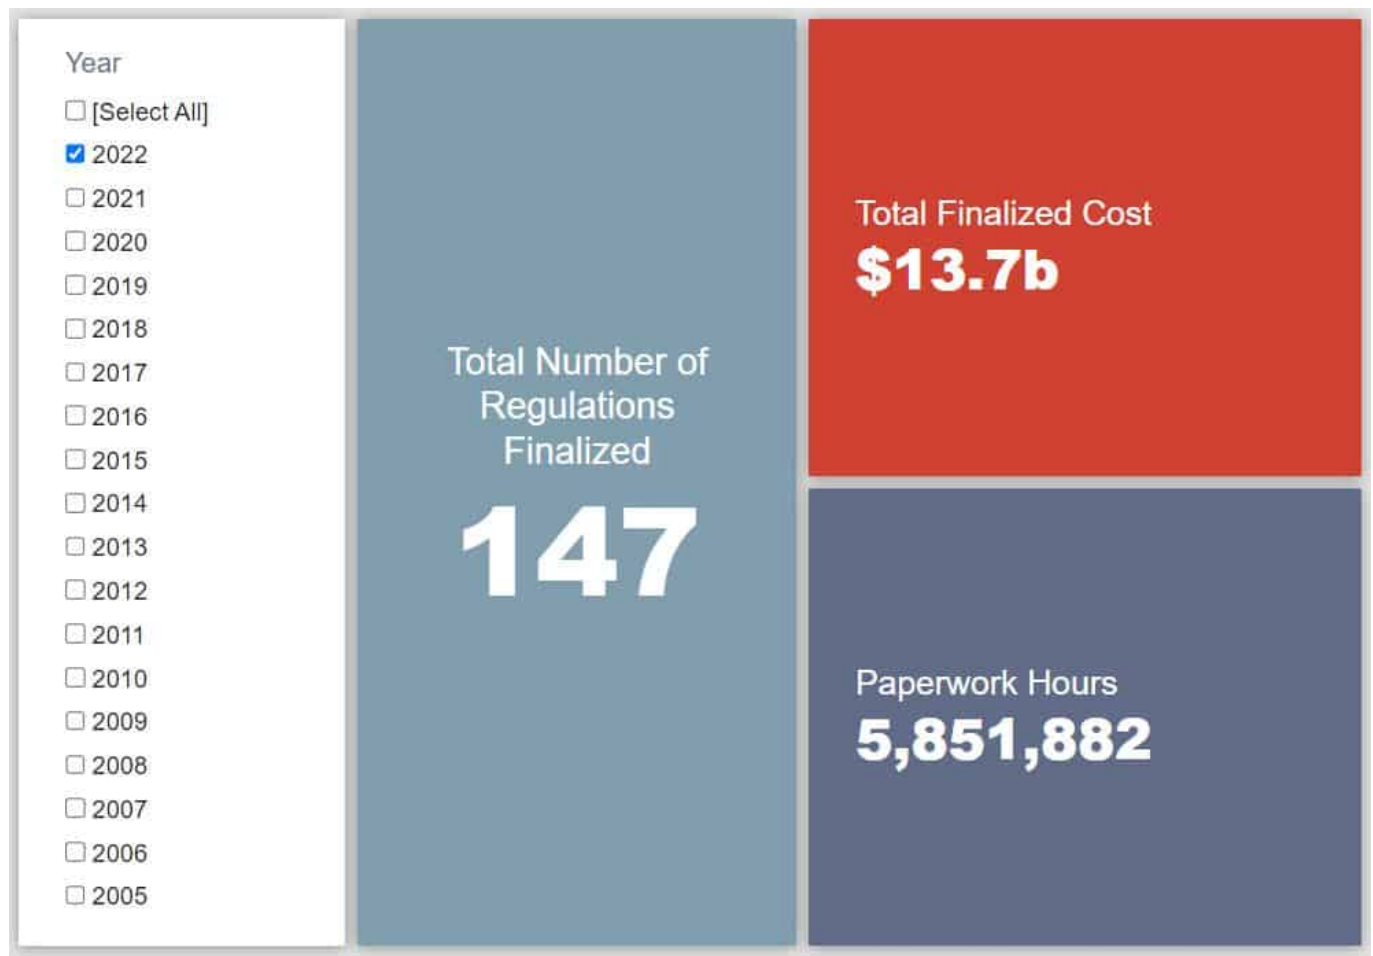 Year
[Select All]
2022
2021
2020
2019
2018
2017
2016
2015
2014
2013
2012
2011
2010
2009
2008
2007
2006
2005
Total Number of
Regulations
Finalized
147
Total Finalized Cost
$13.7b
Paperwork Hours
5,851,882